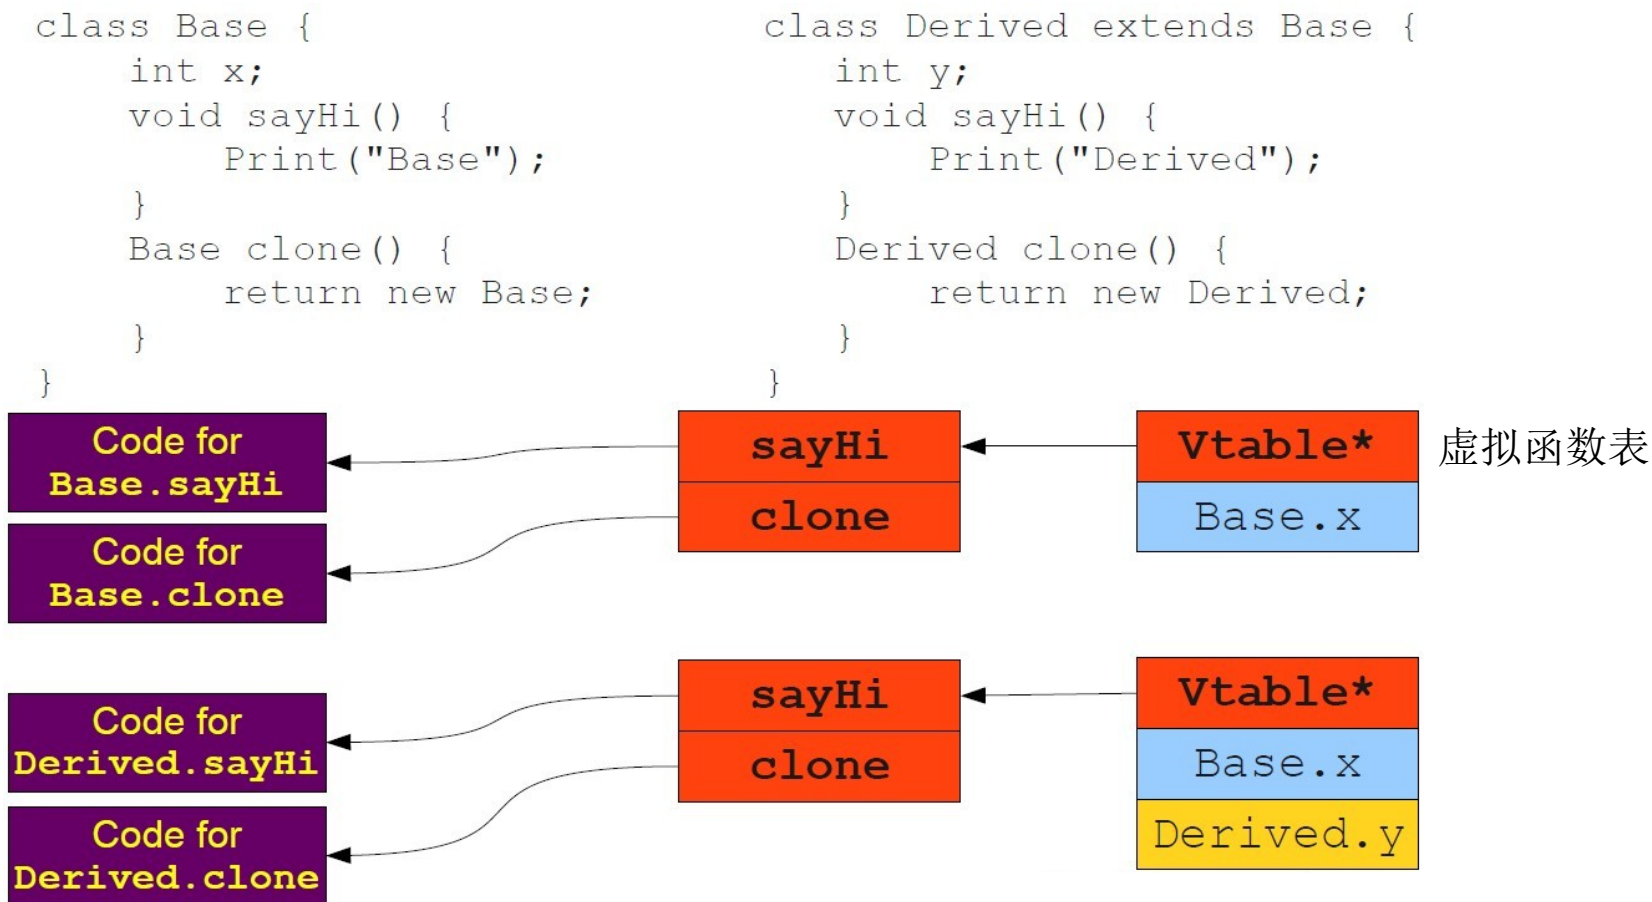 class Base {
int x;
void sayHi() {
Print("Base");
}
Base clone() {
return new Base;
}
}
class Derived extends Base {
int y;
void sayHi() {
Print("Derived");
}
Derived clone() {
return new Derived;
}
}
Code for
Base.sayHi
Code for
Base.clone
sayHi
clone
Vtable*
Base.x
虚拟函数表
Code for
Derived.sayHi
Code for
Derived.clone
sayHi
clone
Vtable*
Base.x
Derived.y